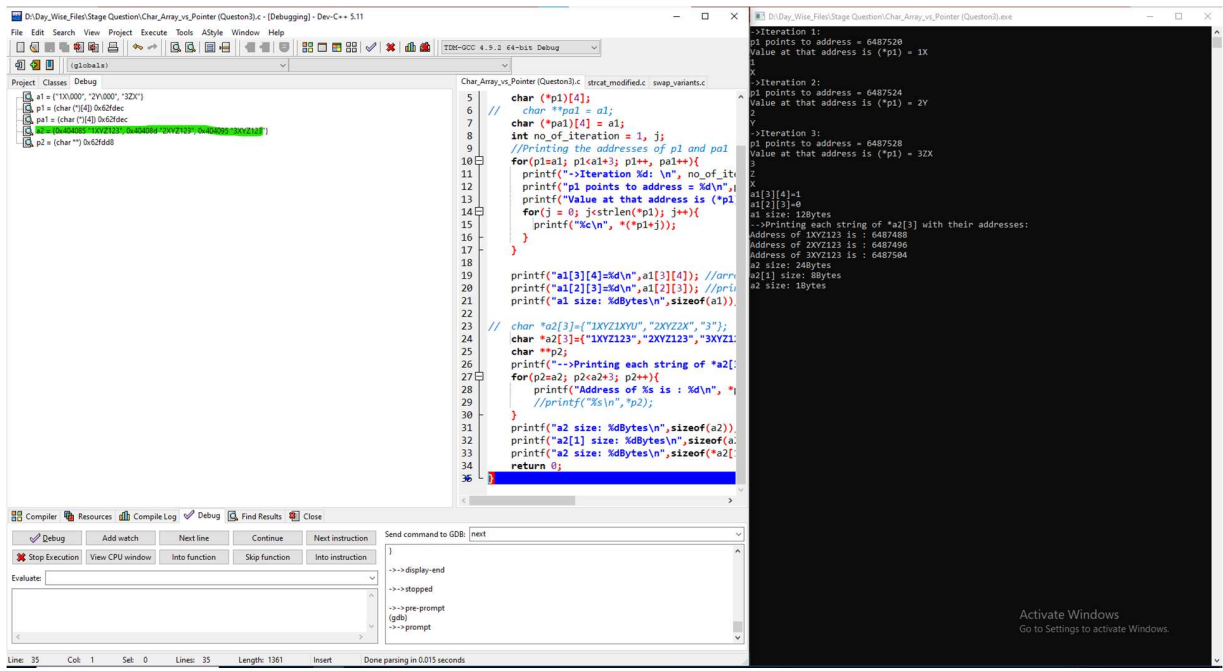 D:\Day_Wise_Files\Stage Question\Char_Array_vs_Pointer (Queston3).c - [Debugging] - Dev-C++ 5.11
File Edit Search View Project Execute Tools AStyle Window Help
TDM-GCC 4.9.2 64-bit Debug
(globals)
Project Classes Debug
a1 = {"1X\000", "2Y\000", "3ZX"}
p1 = (char (*)[4]) 0x62fdec
pa1 = (char (*)[4]) 0x62fdec
a2 = {0x404085 "1XYZ123", 0x40408d "2XYZ123", 0x404095 "3XYZ123"}
p2 = (char **) 0x62fdd8
Char_Array_vs_Pointer (Queston3).c strcat_modified.c swap_variants.c
5 char (*p1)[4];
6 // char **pa1 = a1;
7 char (*pa1)[4] = a1;
8 int no_of_iteration = 1, j;
9 //Printing the addresses of p1 and pa1
10 for(p1=a1; p1<a1+3; p1++, pa1++){
11 printf("->Iteration %d: \n", no_of_ite
12 printf("p1 points to address = %d\n",p
13 printf("Value at that address is (*p1
14 for(j = 0; j<strlen(*p1); j++){
15 printf("%c\n", *(*p1+j));
16 }
17 }
18
19 printf("a1[3][4]=%d\n",a1[3][4]); //arr
20 printf("a1[2][3]=%d\n",a1[2][3]); //pri
21 printf("a1 size: %dBytes\n",sizeof(a1))
22
23 // char *a2[3]={"1XYZ1XYU","2XYZ2X","3"};
24 char *a2[3]={"1XYZ123","2XYZ123","3XYZ1
25 char **p2;
26 printf("-->Printing each string of *a2[
27 for(p2=a2; p2<a2+3; p2++){
28 printf("Address of %s is : %d\n", *p
29 //printf("%s\n",*p2);
30 }
31 printf("a2 size: %dBytes\n",sizeof(a2))
32 printf("a2[1] size: %dBytes\n",sizeof(a
33 printf("a2 size: %dBytes\n",sizeof(*a2[
34 return 0;
35 }
Compiler Resources Compile Log Debug Find Results Close
Debug Add watch Next line Continue Next instruction
Stop Execution View CPU window Into function Skip function Into instruction
Evaluate:
Send command to GDB: next
}
->->display-end
->->stopped
->->pre-prompt
(gdb)
->->prompt
Line: 35 Col: 1 Sel: 0 Lines: 35 Length: 1361 Insert Done parsing in 0.015 seconds
D:\Day_Wise_Files\Stage Question\Char_Array_vs_Pointer (Queston3).exe
->Iteration 1:
p1 points to address = 6487520
Value at that address is (*p1) = 1X
1
X
->Iteration 2:
p1 points to address = 6487524
Value at that address is (*p1) = 2Y
2
Y
->Iteration 3:
p1 points to address = 6487528
Value at that address is (*p1) = 3ZX
3
Z
X
a1[3][4]=1
a1[2][3]=0
a1 size: 12Bytes
-->Printing each string of *a2[3] with their addresses:
Address of 1XYZ123 is : 6487488
Address of 2XYZ123 is : 6487496
Address of 3XYZ123 is : 6487504
a2 size: 24Bytes
a2[1] size: 8Bytes
a2 size: 1Bytes
Activate Windows
Go to Settings to activate Windows.